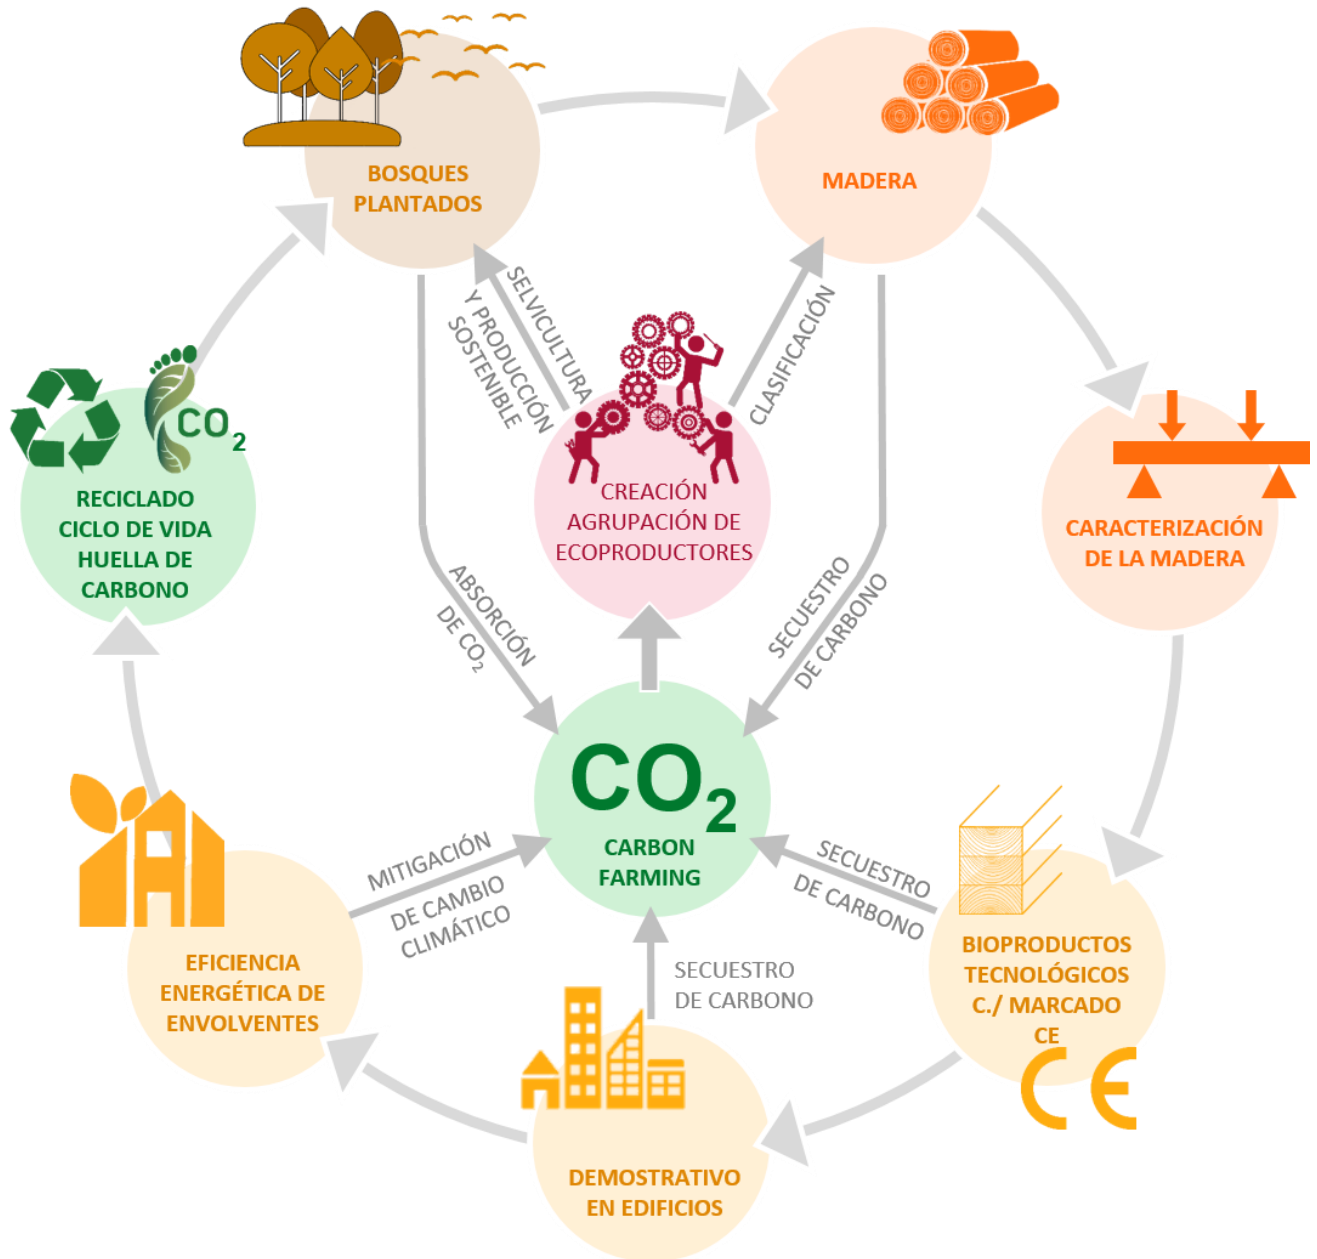 BOSQUES
PLANTADOS
MADERA
SELVICULTURA
Y PRODUCCIÓN
SOSTENIBLE
CLASIFICACIÓN
CO2
RECICLADO
CICLO DE VIDA
HUELLA DE
CARBONO
CREACIÓN
AGRUPACIÓN DE
ECOPRODUCTORES
CARACTERIZACIÓN
DE LA MADERA
ABSORCIÓN
DE CO2
SECUESTRO
DE CARBONO
CO2
CARBON
FARMING
MITIGACIÓN
DE CAMBIO
CLIMÁTICO
SECUESTRO
DE CARBONO
SECUESTRO
DE CARBONO
EFICIENCIA
ENERGÉTICA DE
ENVOLVENTES
BIOPRODUCTOS
TECNOLÓGICOS
C./ MARCADO
CE
CE
DEMOSTRATIVO
EN EDIFICIOS